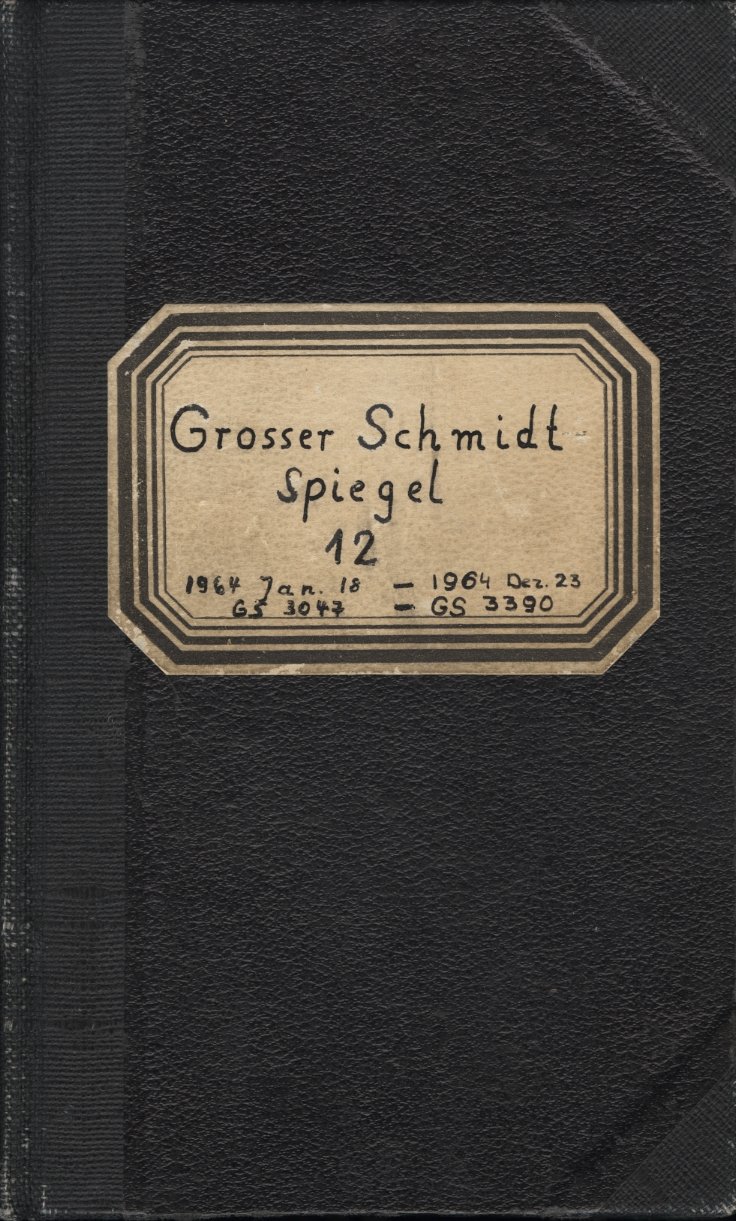 Grosser Schmidt
Spiegel
12
1964 Jan. 18 – 1964 Dez. 23
GS 3047 – GS 3390